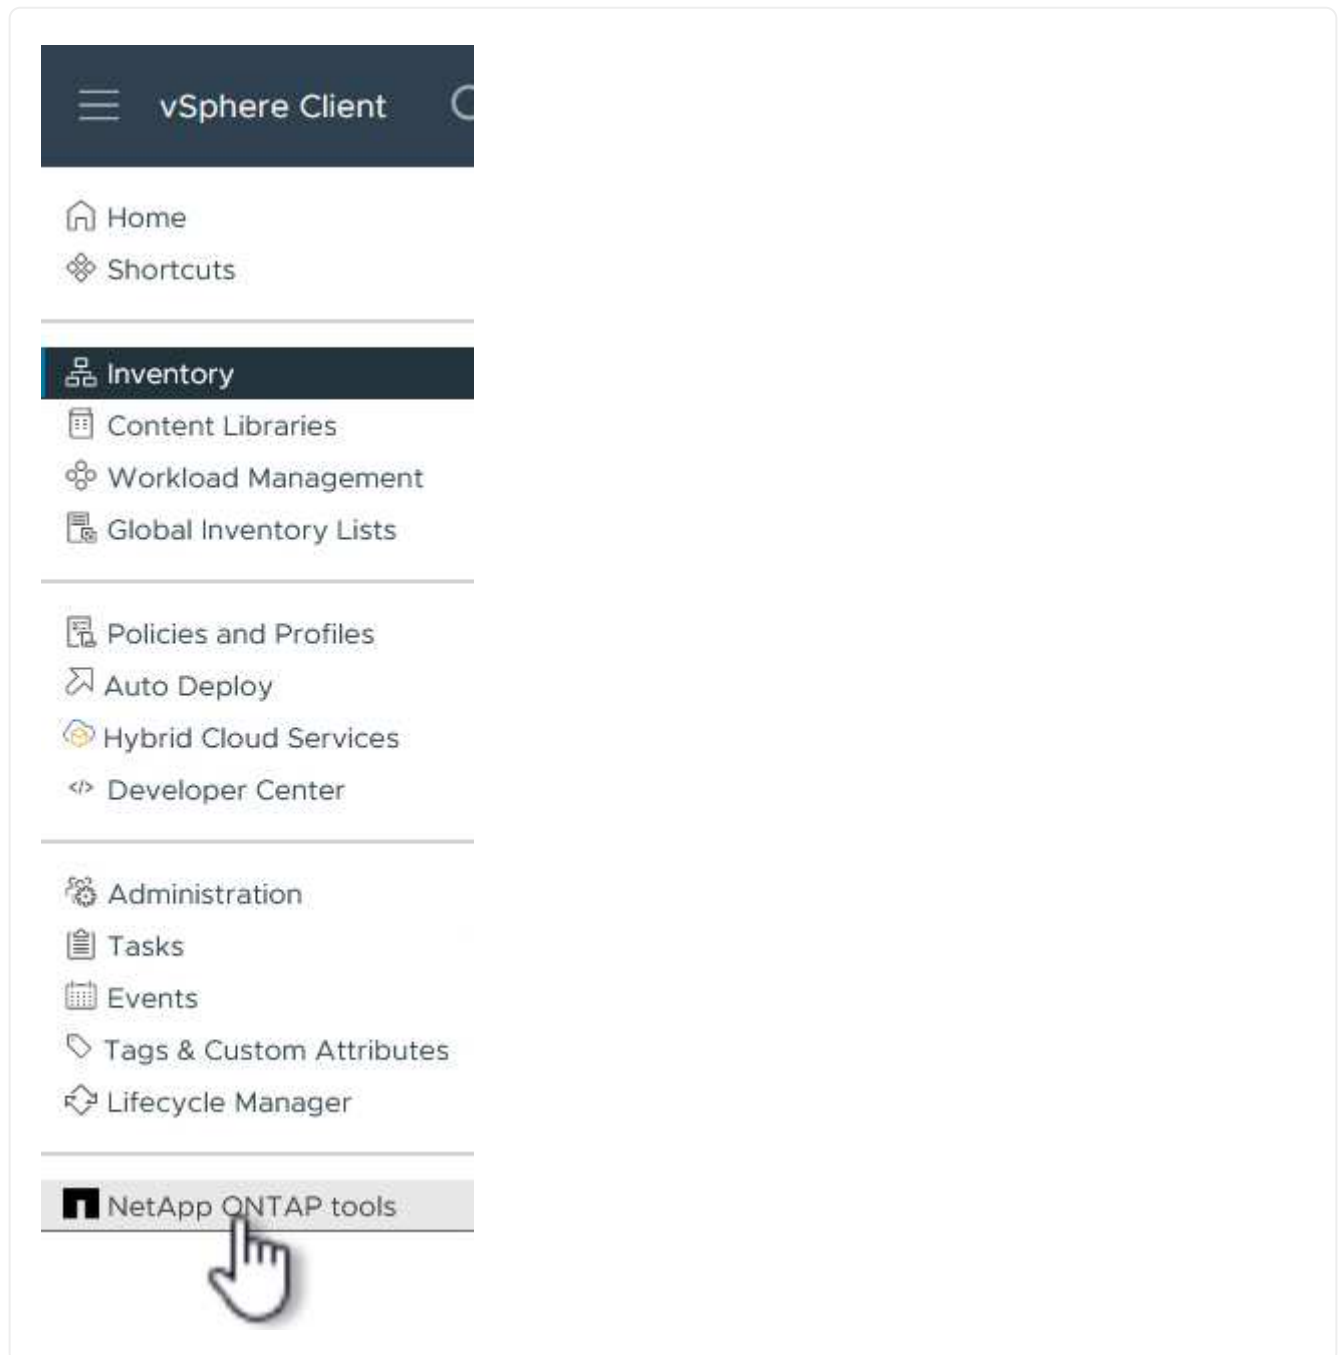 vSphere Client
Home
Shortcuts
Inventory
Content Libraries
Workload Management
Global Inventory Lists
Policies and Profiles
Auto Deploy
Hybrid Cloud Services
Developer Center
Administration
Tasks
Events
Tags & Custom Attributes
Lifecycle Manager
NetApp ONTAP tools